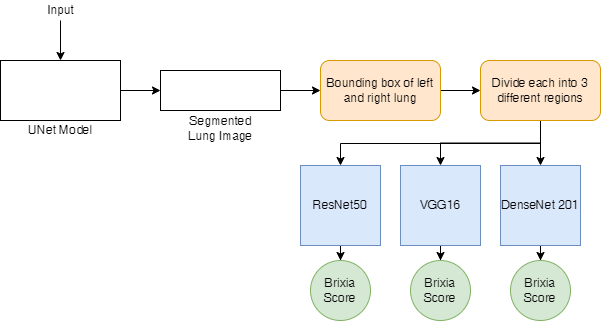 Input
UNet Model
Segmented
Lung Image
Bounding box of left
and right lung
Divide each into 3
different regions
ResNet50
VGG16
DenseNet 201
Brixia
Score
Brixia
Score
Brixia
Score